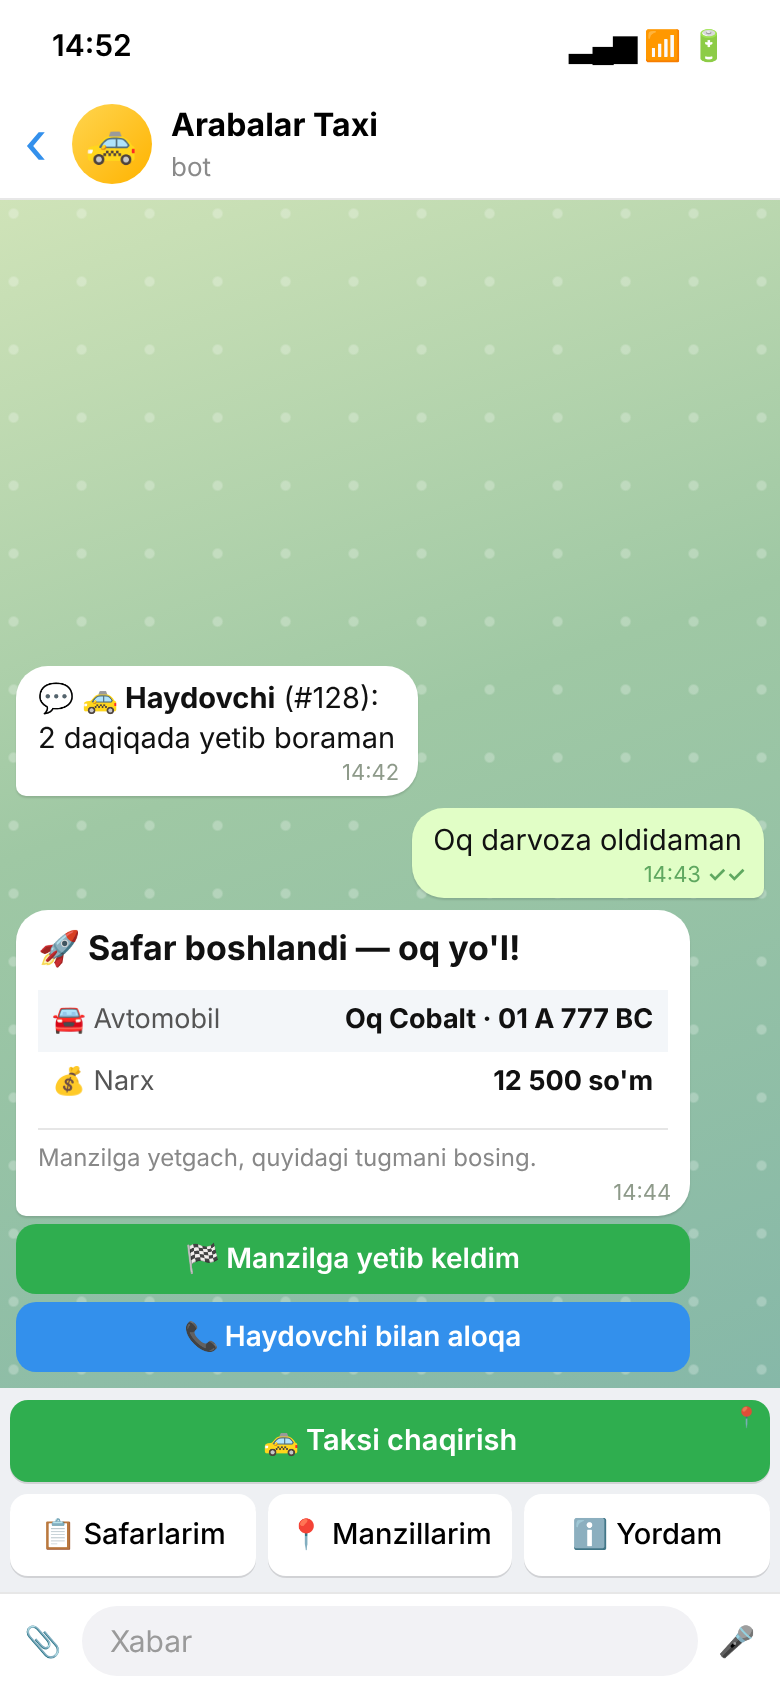 14:52
Arabalar Taxi
bot
💬 🚕 Haydovchi (#128):
2 daqiqada yetib boraman
14:42
Oq darvoza oldidaman
14:43 ✓✓
🚀 Safar boshlandi — oq yo'l!
🚘 Avtomobil Oq Cobalt · 01 A 777 BC
💰 Narx 12 500 so'm
Manzilga yetgach, quyidagi tugmani bosing.
14:44
🏁 Manzilga yetib keldim
📞 Haydovchi bilan aloqa
🚕 Taksi chaqirish
📋 Safarlarim 📍 Manzillarim ℹ️ Yordam
Xabar